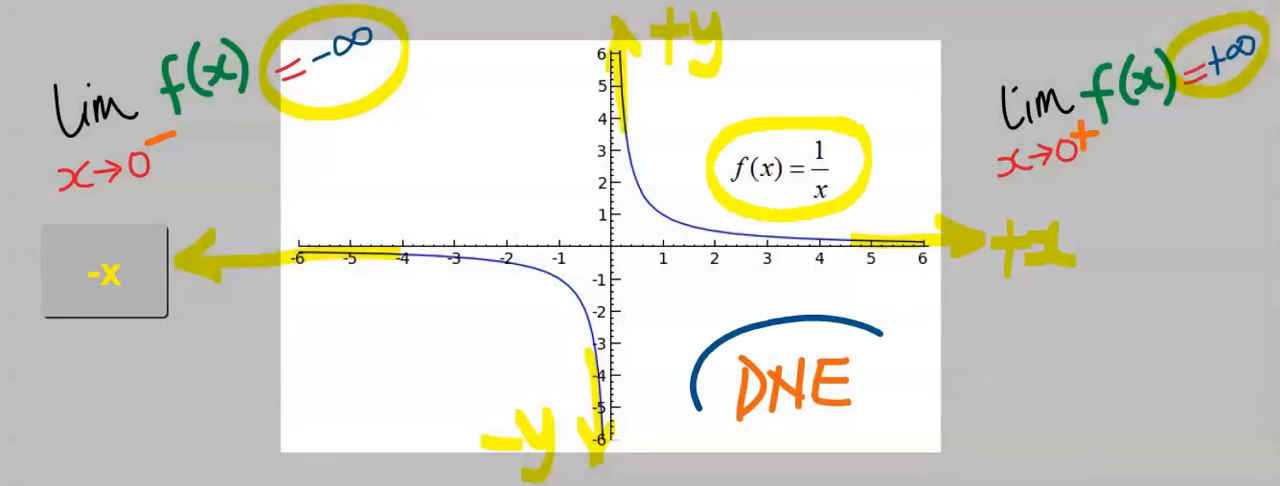 lim f(x) = -∞
x→0⁻
+y
lim f(x) = +∞
x→0⁺
f(x) = 1/x
-x
+x
6
5
4
3
2
1
-6 -5 -4 -3 -2 -1 1 2 3 4 5 6
-1
-2
-3
-4
-5
-6
DNE
-y